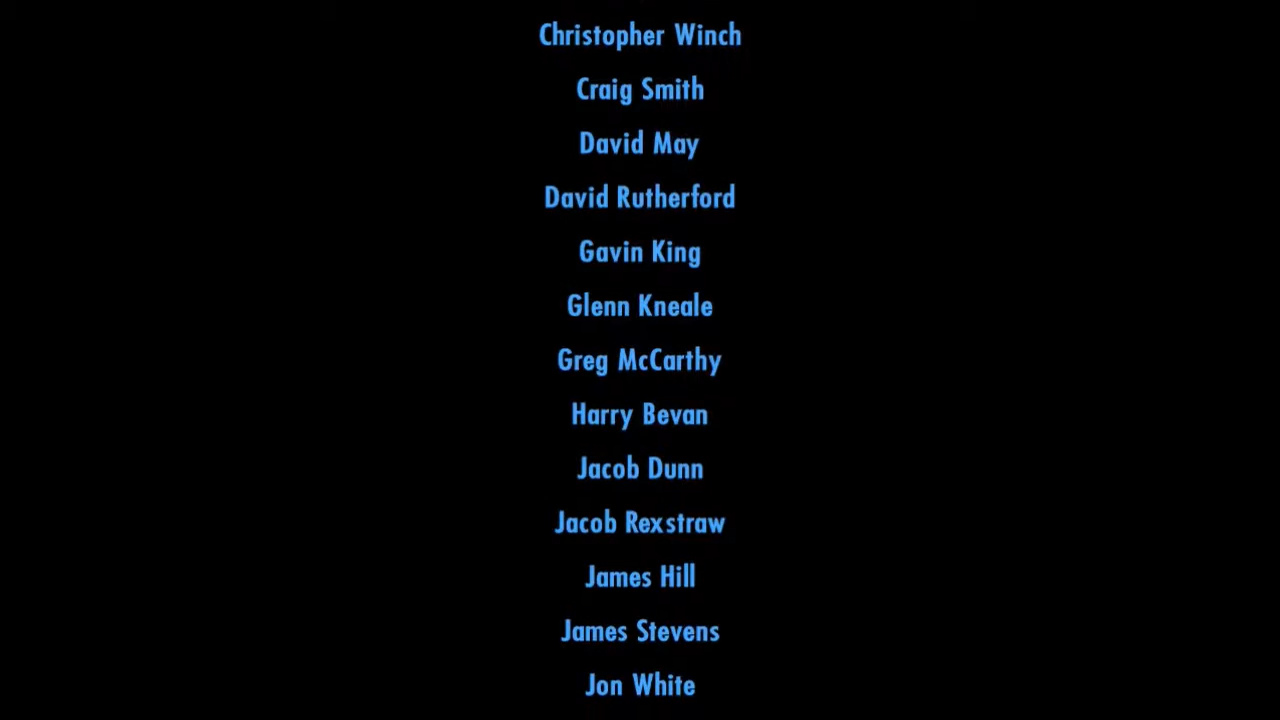 Christopher Winch
Craig Smith
David May
David Rutherford
Gavin King
Glenn Kneale
Greg McCarthy
Harry Bevan
Jacob Dunn
Jacob Rexstraw
James Hill
James Stevens
Jon White